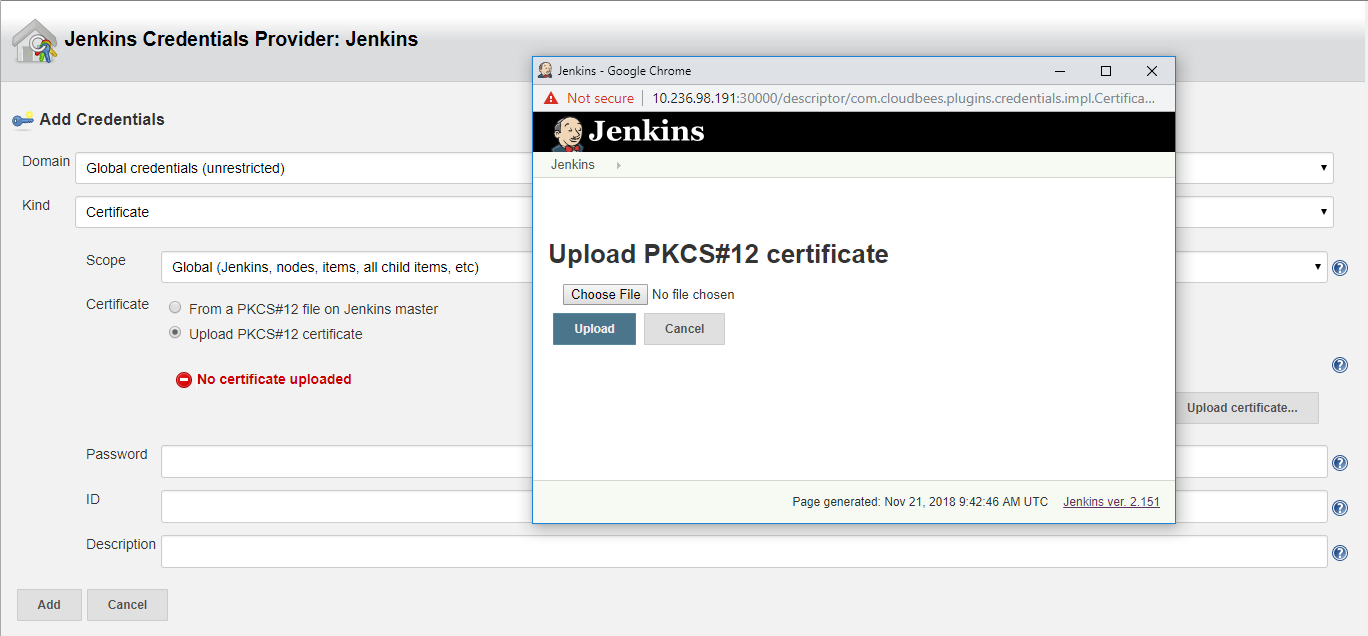 Jenkins Credentials Provider: Jenkins
Add Credentials
Domain
Global credentials (unrestricted)
Kind
Certificate
Scope
Global (Jenkins, nodes, items, all child items, etc)
Certificate
From a PKCS#12 file on Jenkins master
Upload PKCS#12 certificate
No certificate uploaded
Upload certificate...
Password
ID
Description
Add Cancel
Jenkins - Google Chrome
Not secure 10.236.98.191:30000/descriptor/com.cloudbees.plugins.credentials.impl.Certifica...
Jenkins
Jenkins
Upload PKCS#12 certificate
Choose File No file chosen
Upload Cancel
Page generated: Nov 21, 2018 9:42:46 AM UTC Jenkins ver. 2.151